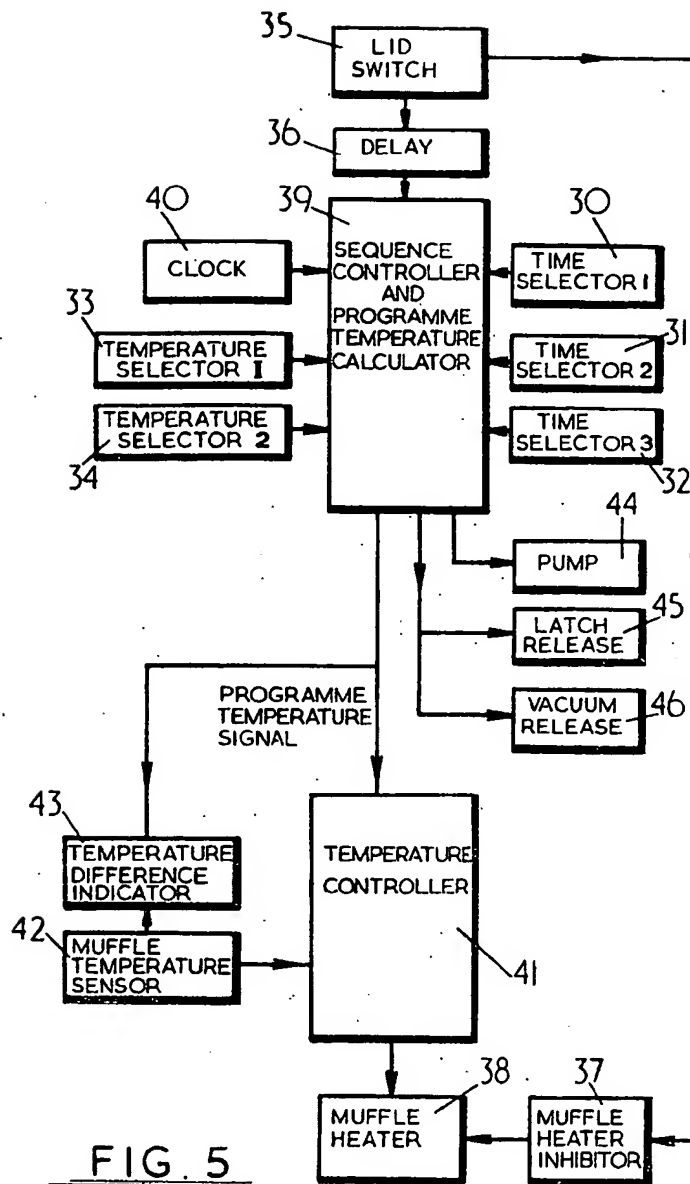 35
LID
SWITCH
36
DELAY
39
SEQUENCE
CONTROLLER
AND
PROGRAMME
TEMPERATURE
CALCULATOR
40
CLOCK
33
TEMPERATURE
SELECTOR I
TEMPERATURE
SELECTOR 2
34
30
TIME
SELECTOR I
31
TIME
SELECTOR 2
TIME
SELECTOR 3
32
44
PUMP
45
LATCH
RELEASE
VACUUM
RELEASE
46
PROGRAMME
TEMPERATURE
SIGNAL
43
TEMPERATURE
DIFFERENCE
INDICATOR
42
MUFFLE
TEMPERATURE
SENSOR
TEMPERATURE
CONTROLLER
41
38
MUFFLE
HEATER
37
MUFFLE
HEATER
INHIBITOR
FIG. 5